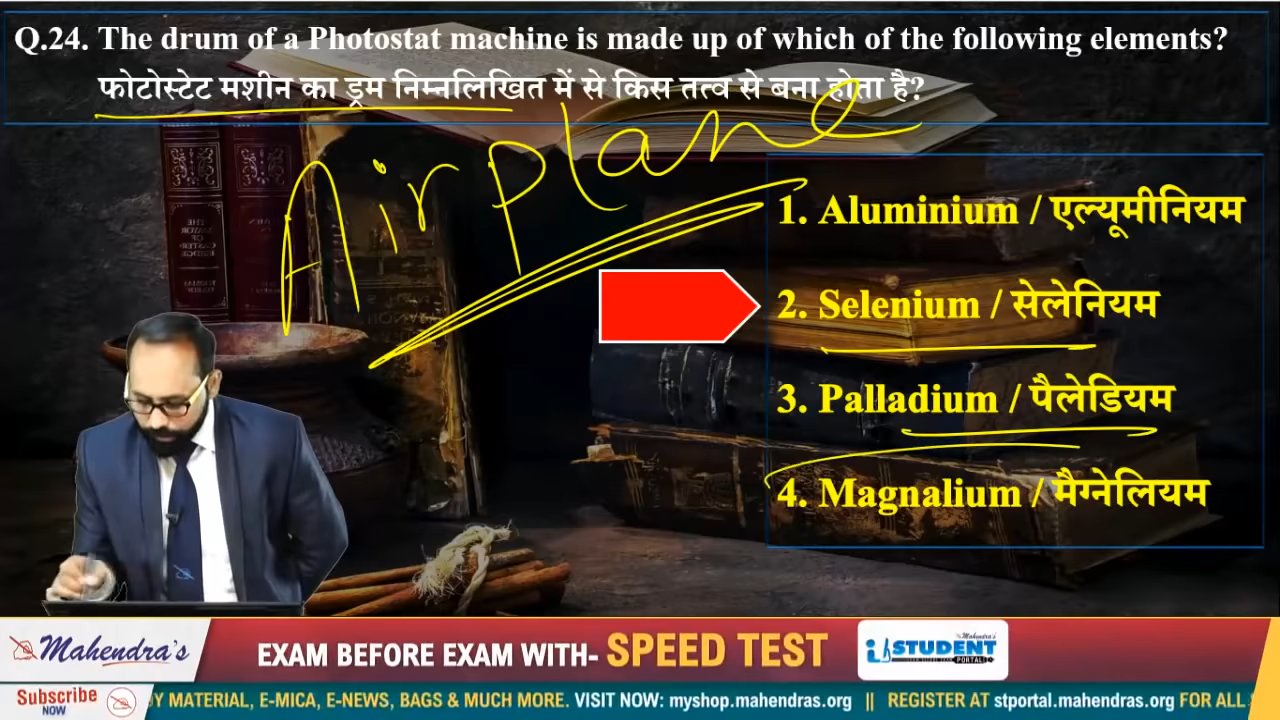 Q.24. The drum of a Photostat machine is made up of which of the following elements?
फोटोस्टेट मशीन का ड्रम निम्नलिखित में से किस तत्व से बना होता है?
Airplane
1. Aluminium / एल्यूमीनियम
2. Selenium / सेलेनियम
3. Palladium / पैलेडियम
4. Magnalium / मैग्नेलियम
Mahendra's
EXAM BEFORE EXAM WITH- SPEED TEST
Mahendra's
STUDENT
PORTAL
Subscribe
NOW
MATERIAL, E-MICA, E-NEWS, BAGS & MUCH MORE. VISIT NOW: myshop.mahendras.org || REGISTER AT stportal.mahendras.org FOR ALL